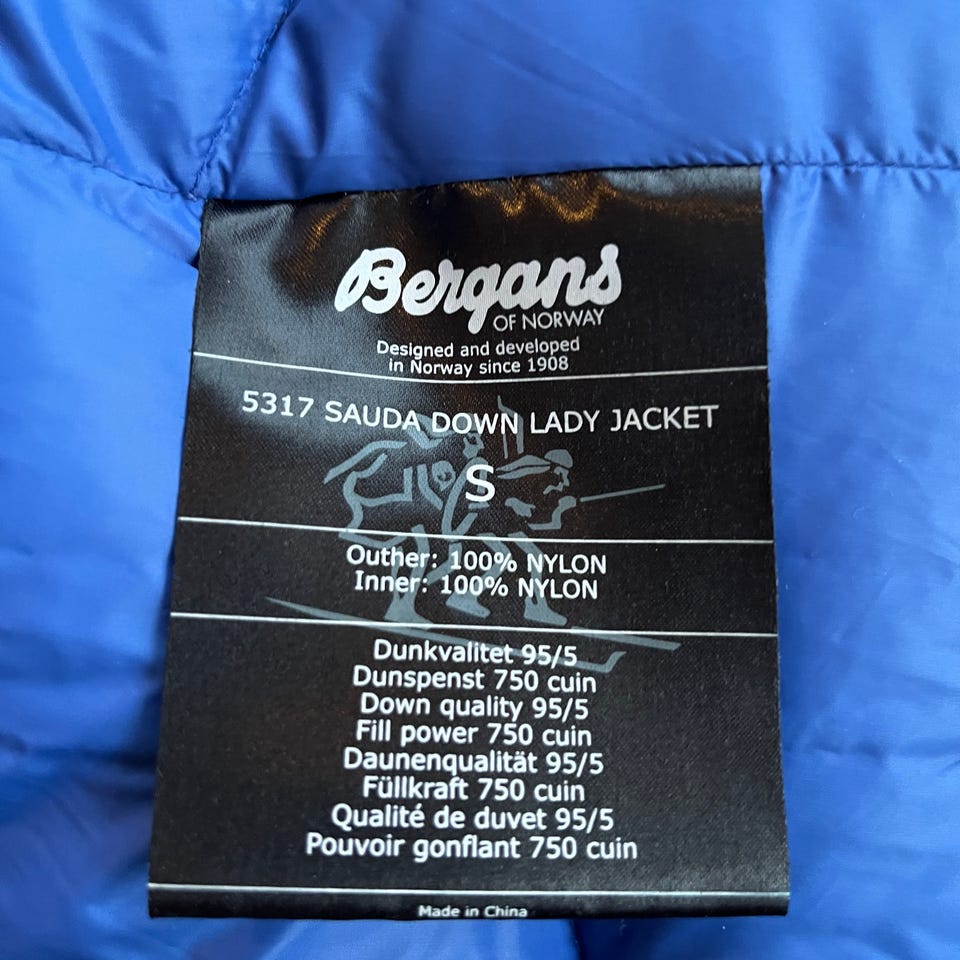 Bergans
OF NORWAY
Designed and developed
in Norway since 1908
5317 SAUDA DOWN LADY JACKET
S
Outher: 100% NYLON
Inner: 100% NYLON
Dunkvalitet 95/5
Dunspenst 750 cuin
Down quality 95/5
Fill power 750 cuin
Daunenqualität 95/5
Füllkraft 750 cuin
Qualité de duvet 95/5
Pouvoir gonflant 750 cuin
Made in China